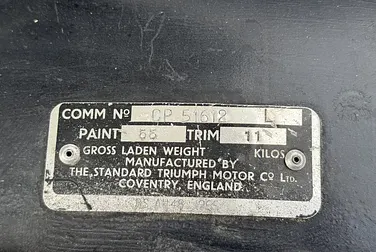 COMM Nº CP 51612 L
PAINT 56 TRIM 11
GROSS LADEN WEIGHT KILOS
MANUFACTURED BY
THE STANDARD TRIUMPH MOTOR Cº LTD.
COVENTRY, ENGLAND.